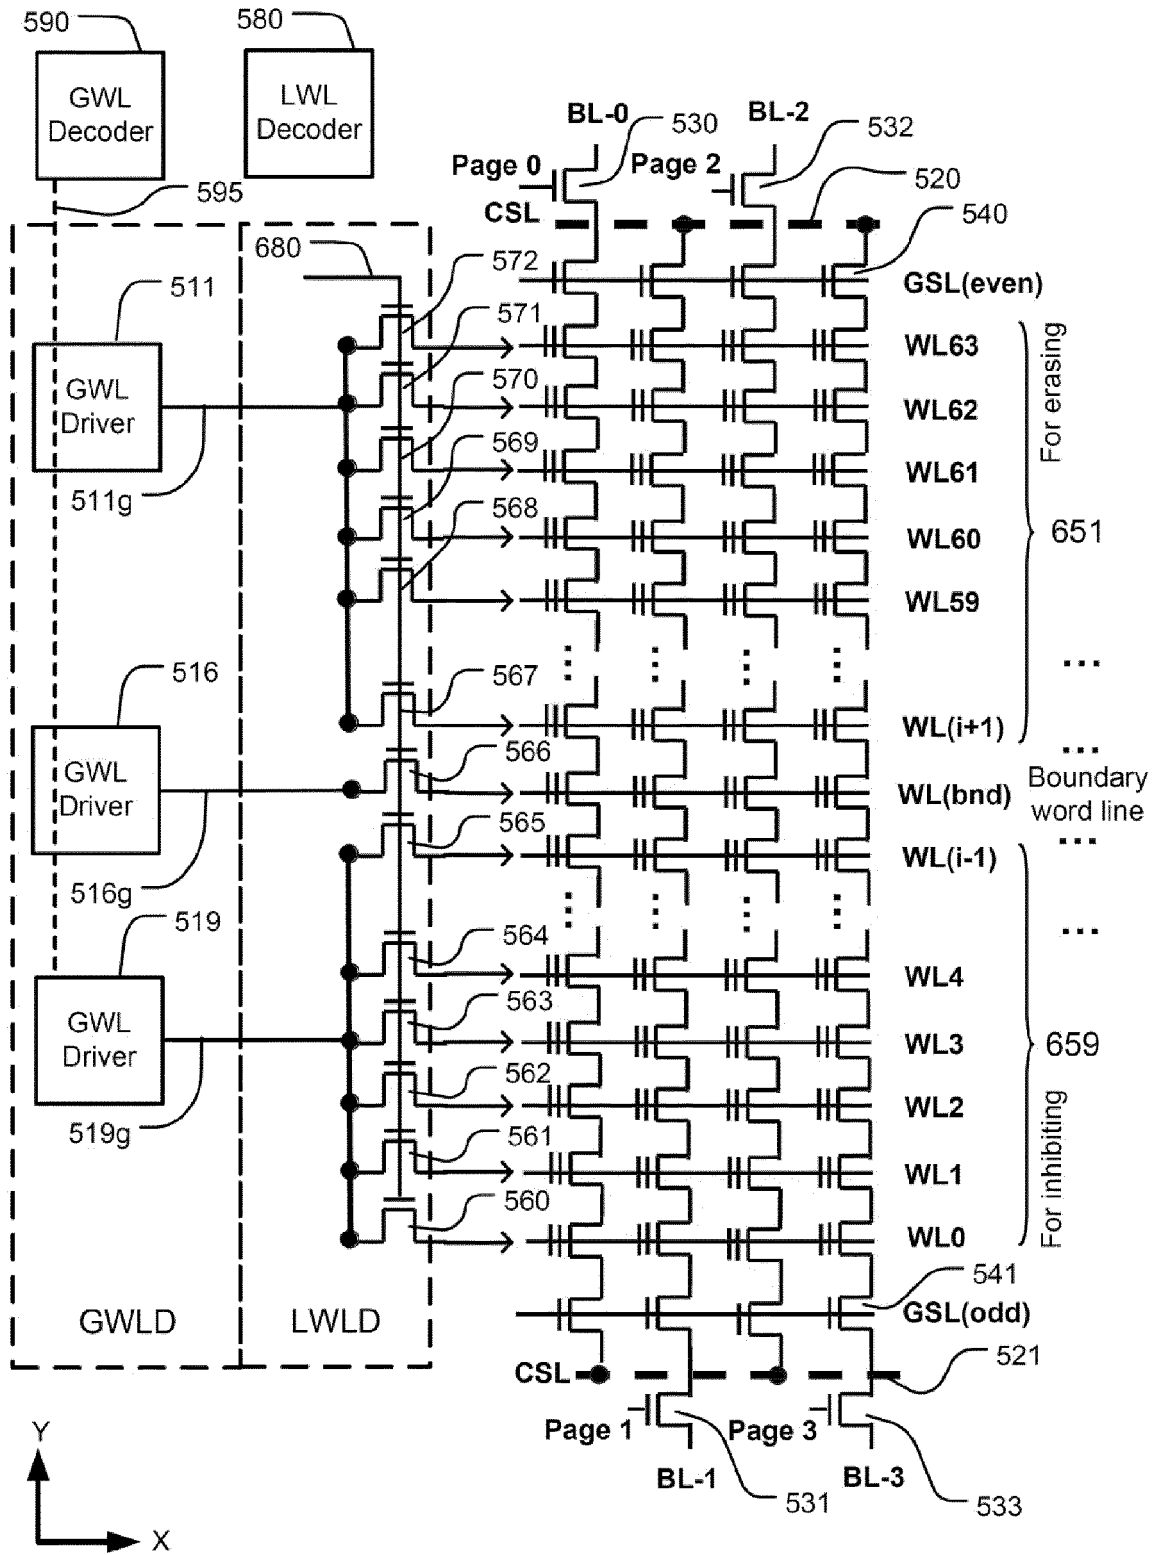 590
580
GWL
Decoder
LWL
Decoder
BL-0
530
BL-2
532
Page 0
Page 2
595
520
CSL
540
680
572
GSL(even)
511
571
WL63
For erasing
GWL
Driver
570
WL62
569
WL61
511g
568
WL60
651
WL59
...
...
...
...
...
516
567
WL(i+1)
566
...
GWL
Driver
WL(bnd)
Boundary
word line
565
...
WL(i-1)
516g
...
...
...
...
...
519
564
WL4
563
GWL
Driver
WL3
659
562
WL2
519g
561
WL1
For inhibiting
560
WL0
541
GWLD
LWLD
GSL(odd)
521
CSL
Page 1
Page 3
BL-1
BL-3
531
533
Y
X